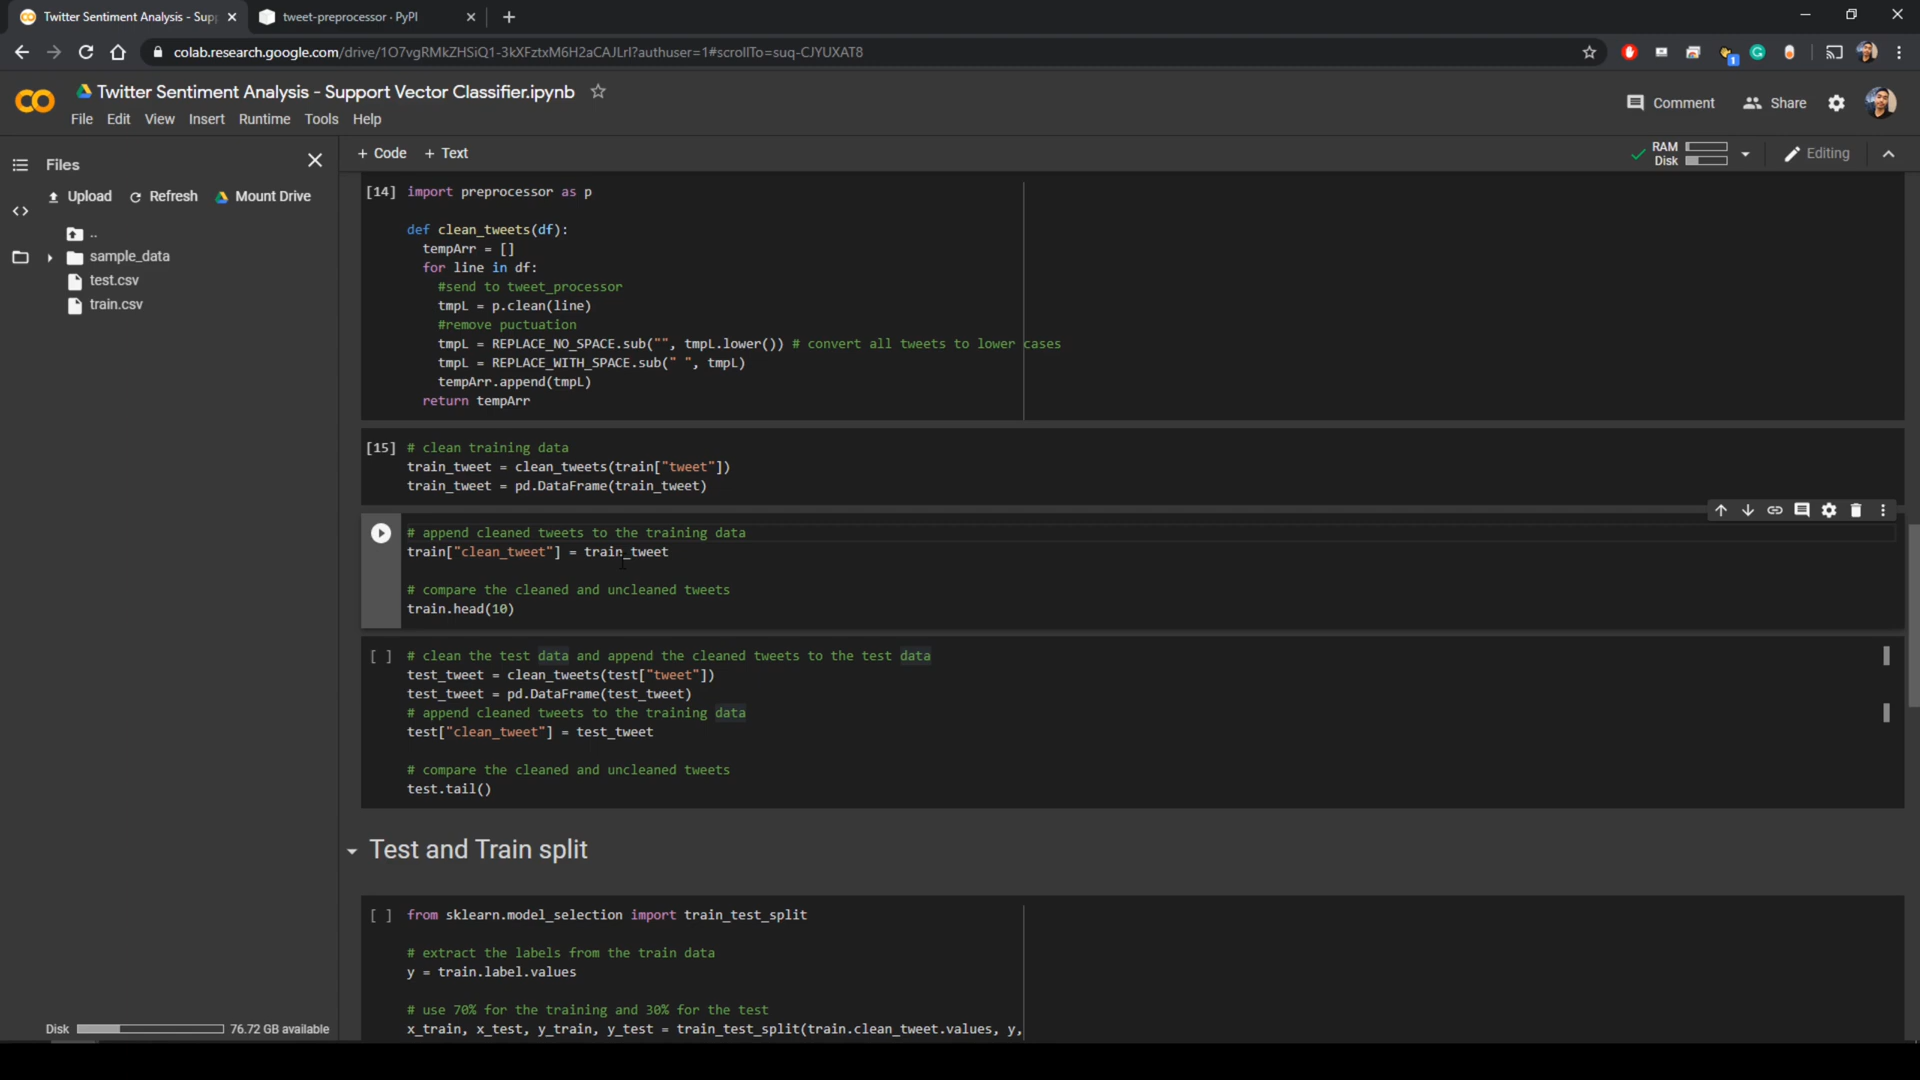 Twitter Sentiment Analysis - Supp
tweet-preprocessor · PyPI
colab.research.google.com/drive/1O7vgRMkZHSiQ1-3kXFztxM6H2aCAJLrI?authuser=1#scrollTo=suq-CJYUXAT8
1
Twitter Sentiment Analysis - Support Vector Classifier.ipynb
File Edit View Insert Runtime Tools Help
Comment Share
Files
+ Code + Text
RAM
Disk
Editing
Upload Refresh Mount Drive
..
sample_data
test.csv
train.csv
[14] import preprocessor as p
def clean_tweets(df):
tempArr = []
for line in df:
#send to tweet_processor
tmpL = p.clean(line)
#remove puctuation
tmpL = REPLACE_NO_SPACE.sub("", tmpL.lower()) # convert all tweets to lower cases
tmpL = REPLACE_WITH_SPACE.sub(" ", tmpL)
tempArr.append(tmpL)
return tempArr
[15] # clean training data
train_tweet = clean_tweets(train["tweet"])
train_tweet = pd.DataFrame(train_tweet)
# append cleaned tweets to the training data
train["clean_tweet"] = train_tweet
# compare the cleaned and uncleaned tweets
train.head(10)
[ ] # clean the test data and append the cleaned tweets to the test data
test_tweet = clean_tweets(test["tweet"])
test_tweet = pd.DataFrame(test_tweet)
# append cleaned tweets to the training data
test["clean_tweet"] = test_tweet
# compare the cleaned and uncleaned tweets
test.tail()
Test and Train split
[ ] from sklearn.model_selection import train_test_split
# extract the labels from the train data
y = train.label.values
# use 70% for the training and 30% for the test
x_train, x_test, y_train, y_test = train_test_split(train.clean_tweet.values, y,
Disk 76.72 GB available